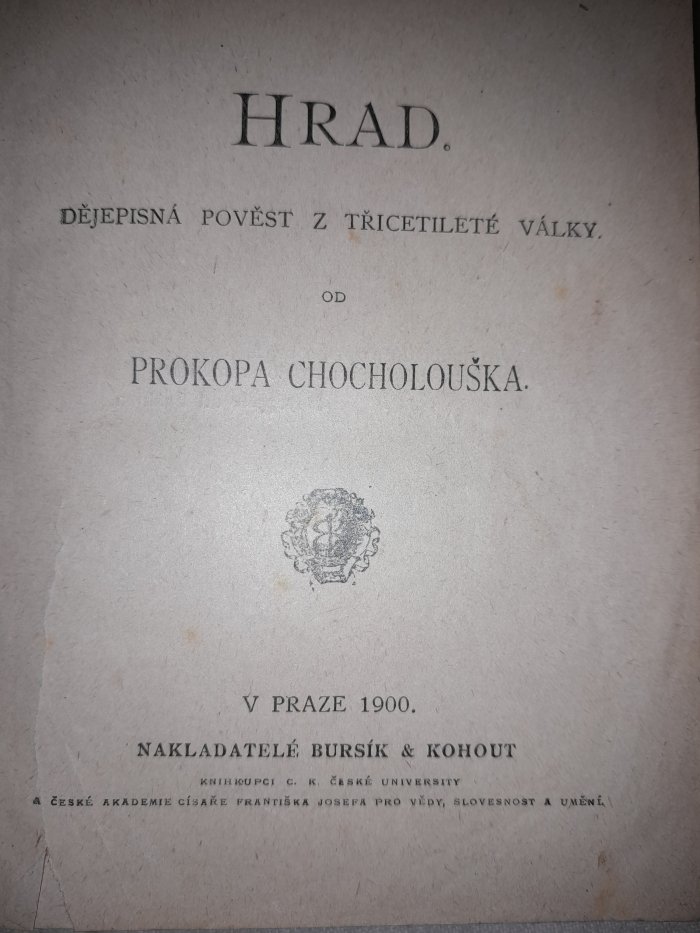 HRAD.
DĚJEPISNÁ POVĚST Z TŘICETILETÉ VÁLKY.
OD
PROKOPA CHOCHOLOUŠKA.
V PRAZE 1900.
NAKLADATELÉ BURSÍK & KOHOUT
KNIHKUPCI C. K. ČESKÉ UNIVERSITY
A ČESKÉ AKADEMIE CÍSAŘE FRANTIŠKA JOSEFA PRO VĚDY, SLOVESNOST A UMĚNÍ.